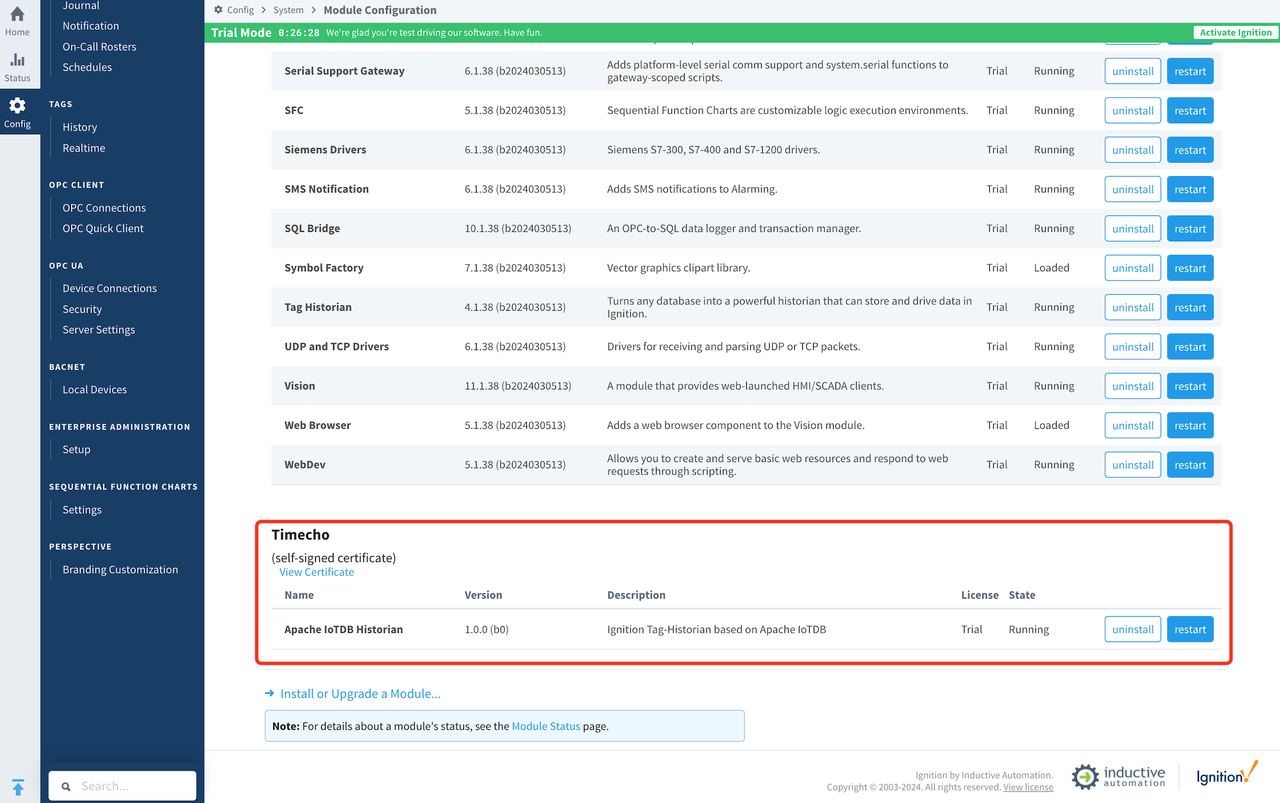 Home
Status
Config
Journal
Notification
On-Call Rosters
Schedules
TAGS
History
Realtime
OPC CLIENT
OPC Connections
OPC Quick Client
OPC UA
Device Connections
Security
Server Settings
BACNET
Local Devices
ENTERPRISE ADMINISTRATION
Setup
SEQUENTIAL FUNCTION CHARTS
Settings
PERSPECTIVE
Branding Customization
Search...
Config > System > Module Configuration
Trial Mode 0:26:28 We're glad you're test driving our software. Have fun. Activate Ignition
Serial Support Gateway 6.1.38 (b2024030513) Adds platform-level serial comm support and system.serial functions to Trial Running uninstall restart
gateway-scoped scripts.
SFC 5.1.38 (b2024030513) Sequential Function Charts are customizable logic execution environments. Trial Running uninstall restart
Siemens Drivers 6.1.38 (b2024030513) Siemens S7-300, S7-400 and S7-1200 drivers. Trial Running uninstall restart
SMS Notification 6.1.38 (b2024030513) Adds SMS notifications to Alarming. Trial Running uninstall restart
SQL Bridge 10.1.38 (b2024030513) An OPC-to-SQL data logger and transaction manager. Trial Running uninstall restart
Symbol Factory 7.1.38 (b2024030513) Vector graphics clipart library. Trial Loaded uninstall restart
Tag Historian 4.1.38 (b2024030513) Turns any database into a powerful historian that can store and drive data in Trial Running uninstall restart
Ignition.
UDP and TCP Drivers 6.1.38 (b2024030513) Drivers for receiving and parsing UDP or TCP packets. Trial Running uninstall restart
Vision 11.1.38 (b2024030513) A module that provides web-launched HMI/SCADA clients. Trial Running uninstall restart
Web Browser 5.1.38 (b2024030513) Adds a web browser component to the Vision module. Trial Loaded uninstall restart
WebDev 5.1.38 (b2024030513) Allows you to create and serve basic web resources and respond to web Trial Running uninstall restart
requests through scripting.
Timecho
(self-signed certificate)
View Certificate
Name Version Description License State
Apache IoTDB Historian 1.0.0 (b0) Ignition Tag-Historian based on Apache IoTDB Trial Running uninstall restart
→ Install or Upgrade a Module...
Note: For details about a module's status, see the Module Status page.
Ignition by Inductive Automation.
Copyright © 2003-2024. All rights reserved. View license
inductive
automation
Ignition!